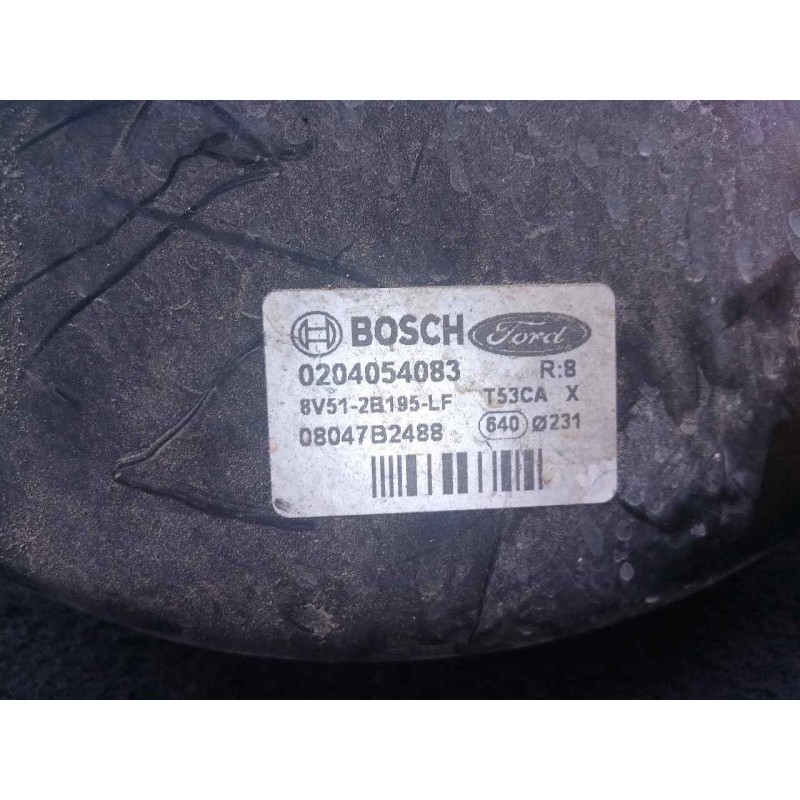 BOSCH Ford
0204054083 R:8
8V51-2B195-LF T53CA X
08047B2488 640 Ø231